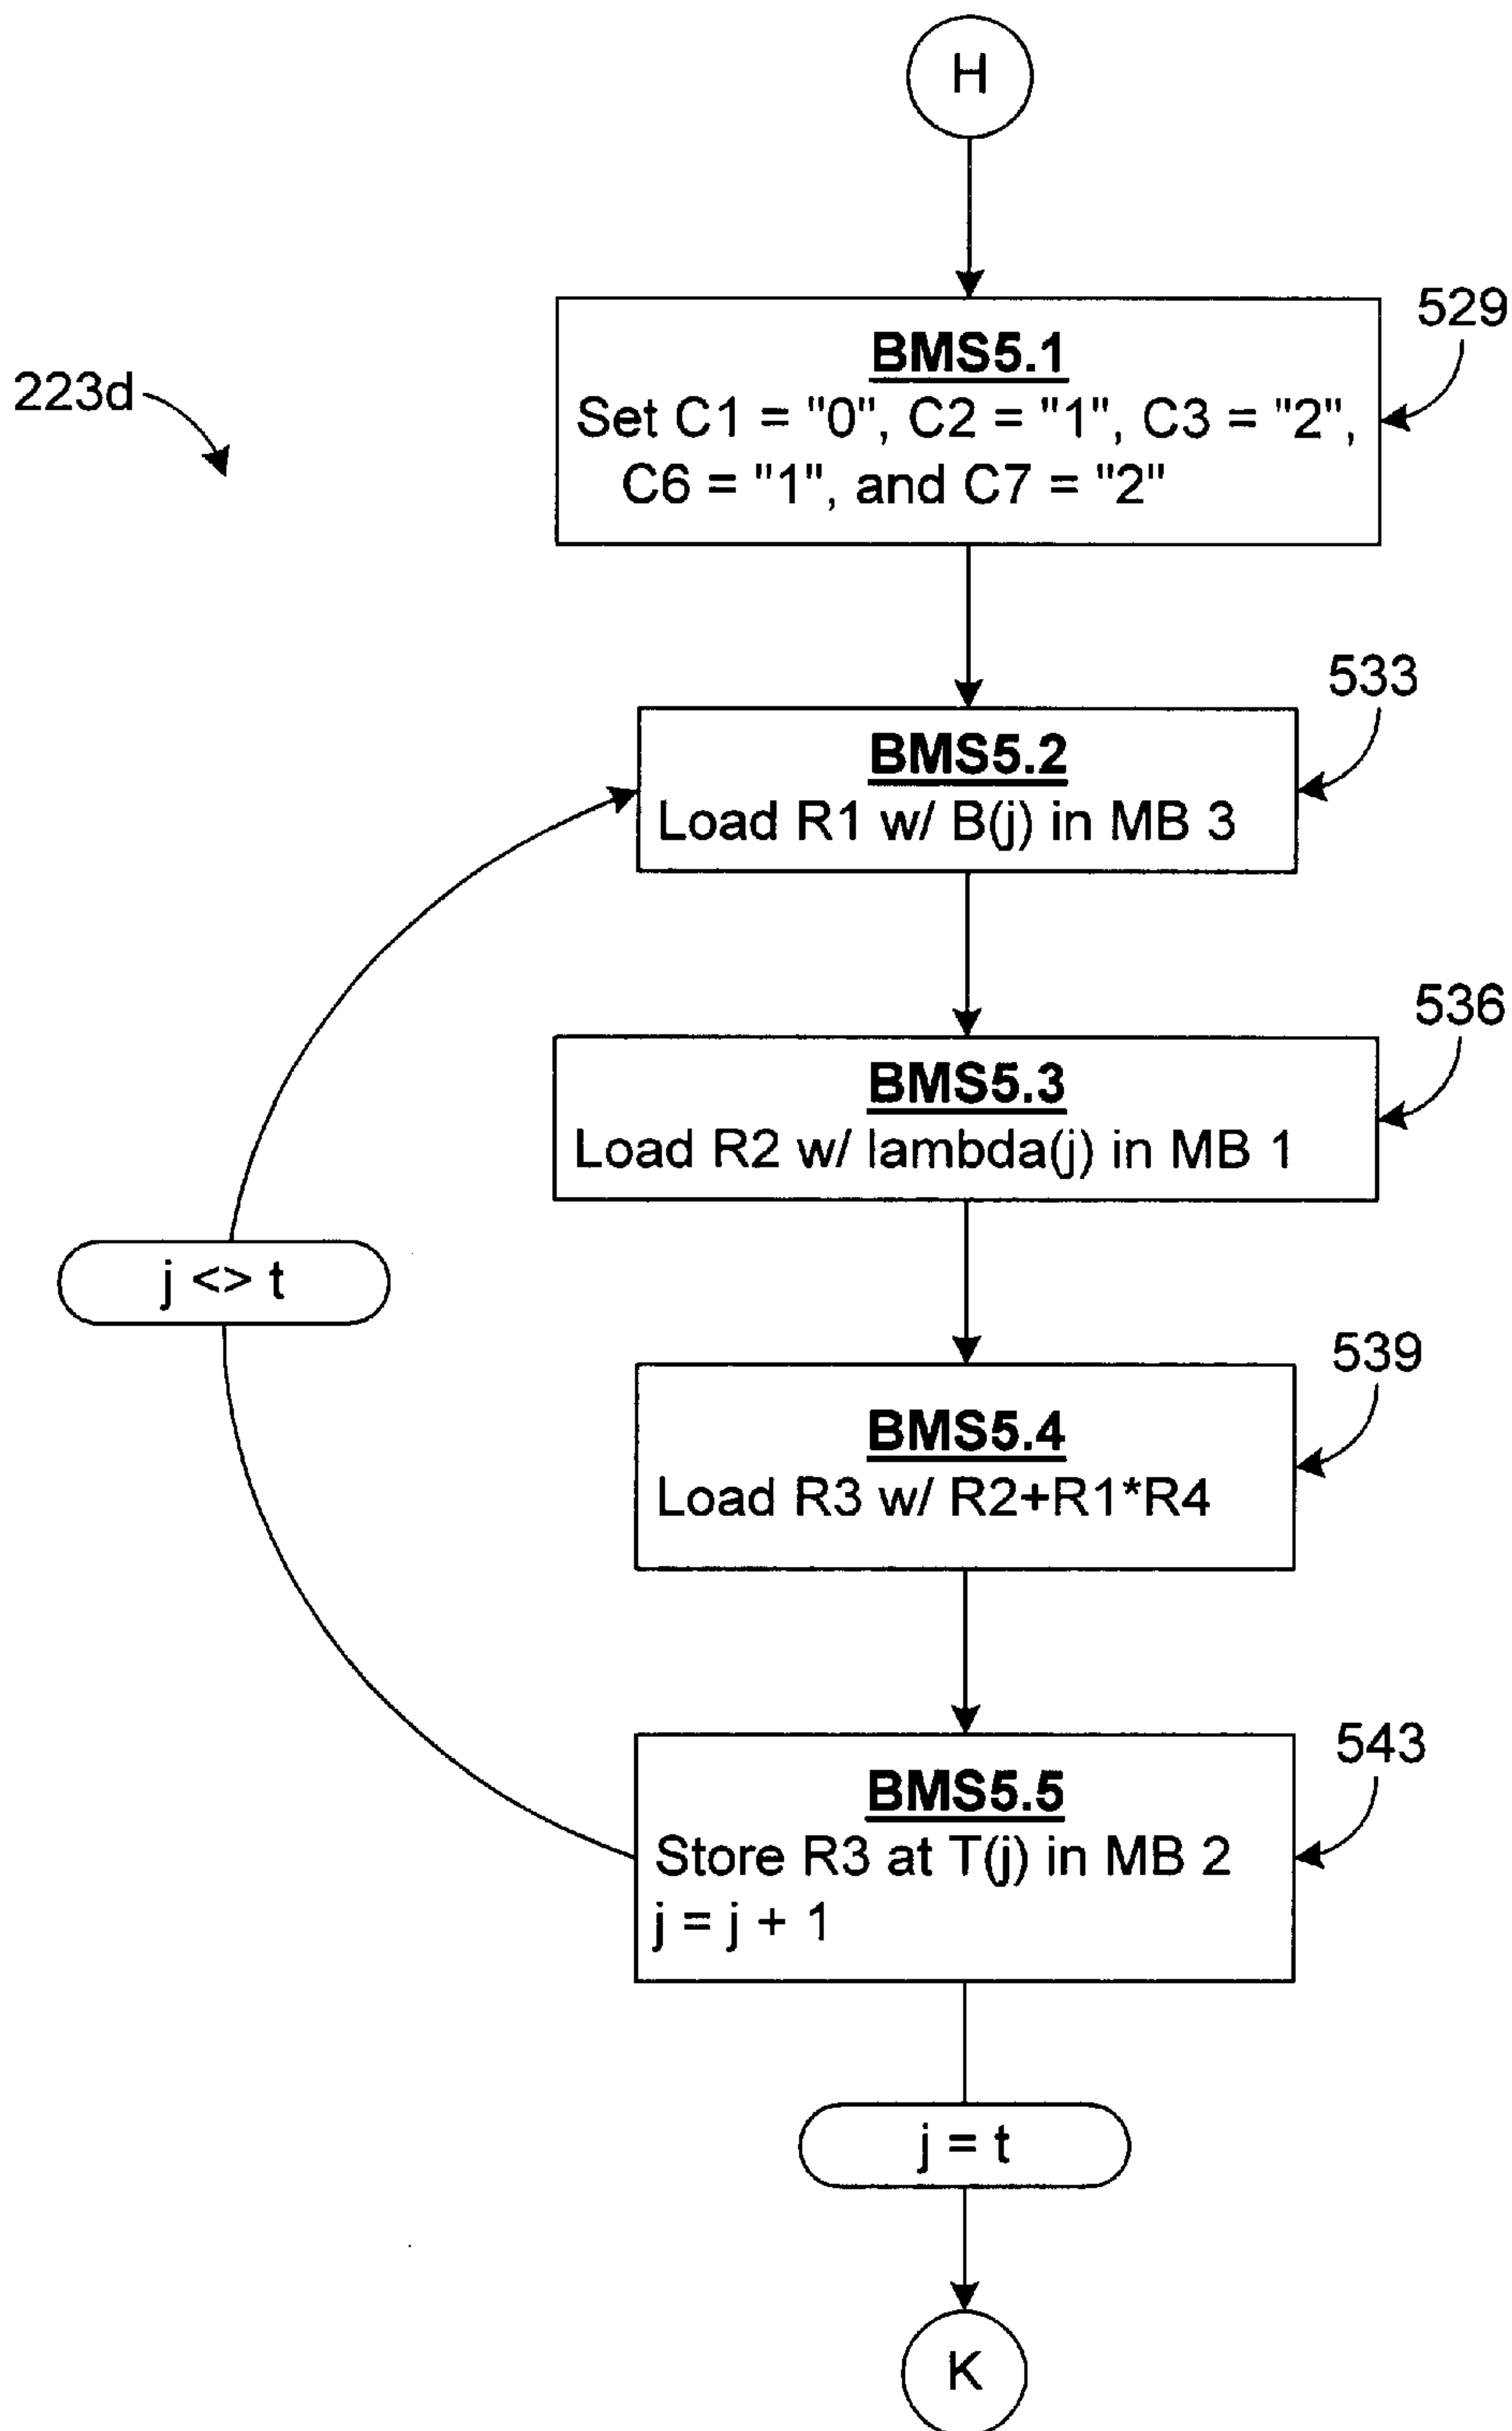 H
529
BMS5.1
223d
Set C1 = "0", C2 = "1", C3 = "2",
C6 = "1", and C7 = "2"
533
BMS5.2
Load R1 w/ B(j) in MB 3
536
BMS5.3
Load R2 w/ lambda(j) in MB 1
j <> t
539
BMS5.4
Load R3 w/ R2+R1*R4
543
BMS5.5
Store R3 at T(j) in MB 2
j = j + 1
j = t
K